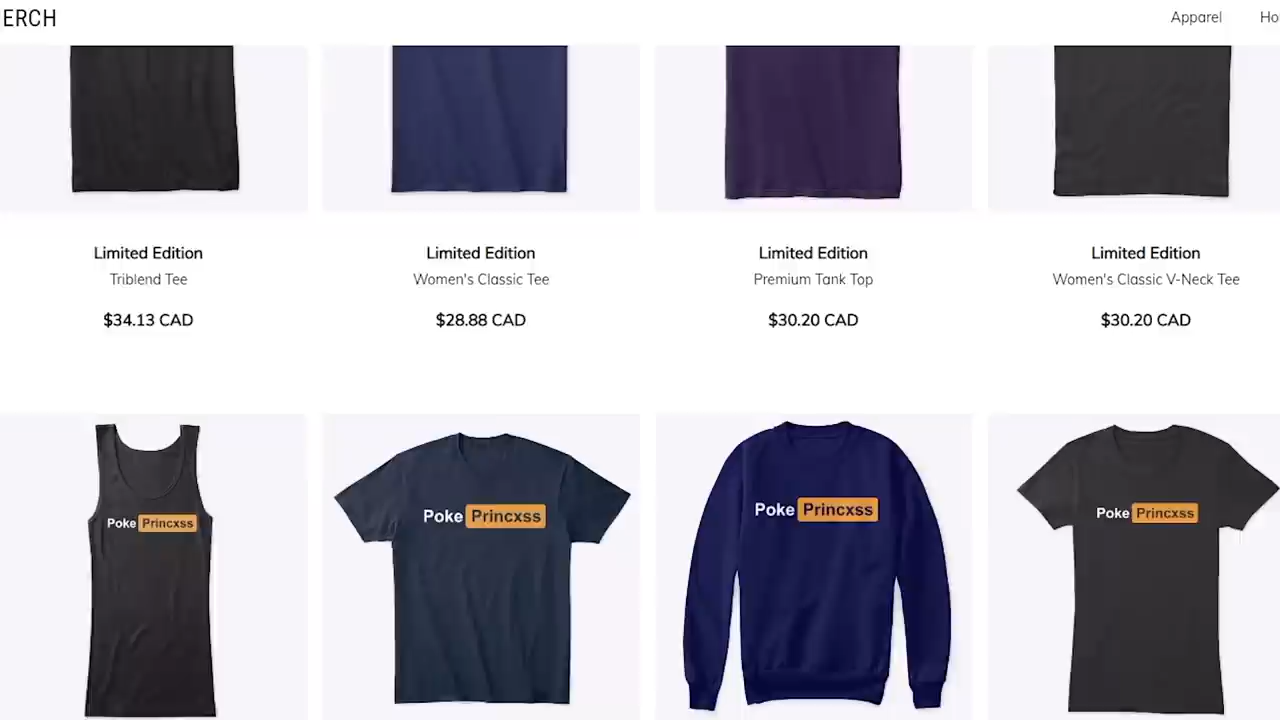 ERCH
Apparel
Ho
Limited Edition
Triblend Tee
$34.13 CAD
Limited Edition
Women's Classic Tee
$28.88 CAD
Limited Edition
Premium Tank Top
$30.20 CAD
Limited Edition
Women's Classic V-Neck Tee
$30.20 CAD
Poke Princxss
Poke Princxss
Poke Princxss
Poke Princxss